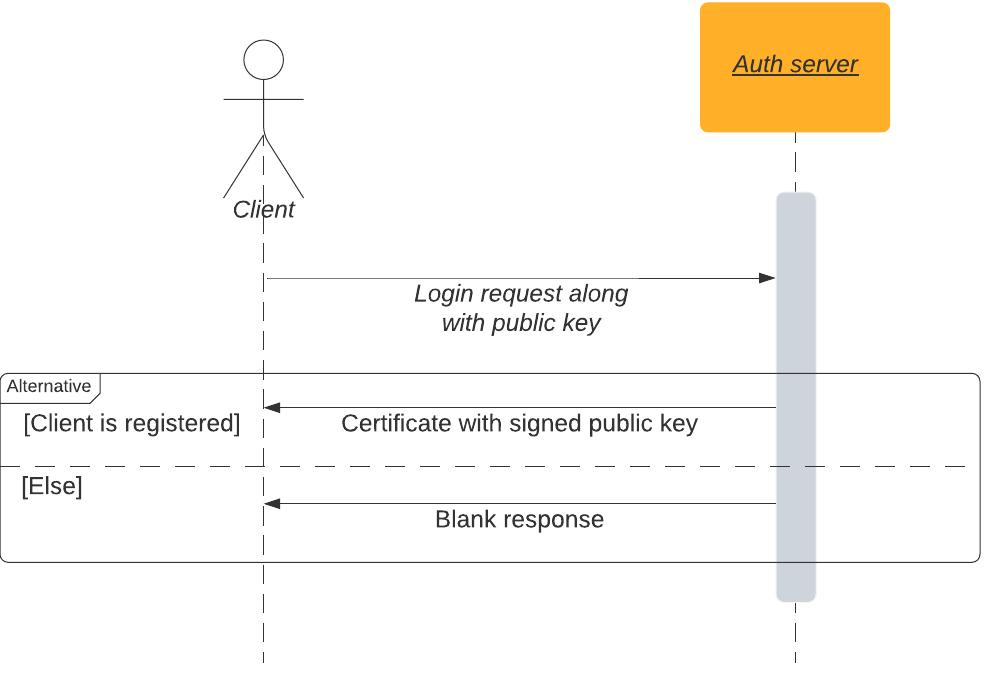 Auth server
Client
Login request along
with public key
Alternative
[Client is registered]
Certificate with signed public key
[Else]
Blank response